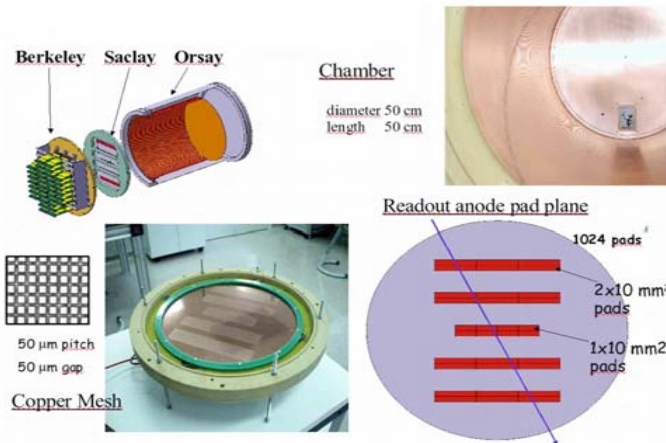 Berkeley Saclay Orsay
Chamber
diameter 50 cm
length 50 cm
Readout anode pad plane
1024 pads
2x10 mm²
pads
1x10 mm2
pads
50 μm pitch
50 μm gap
Copper Mesh